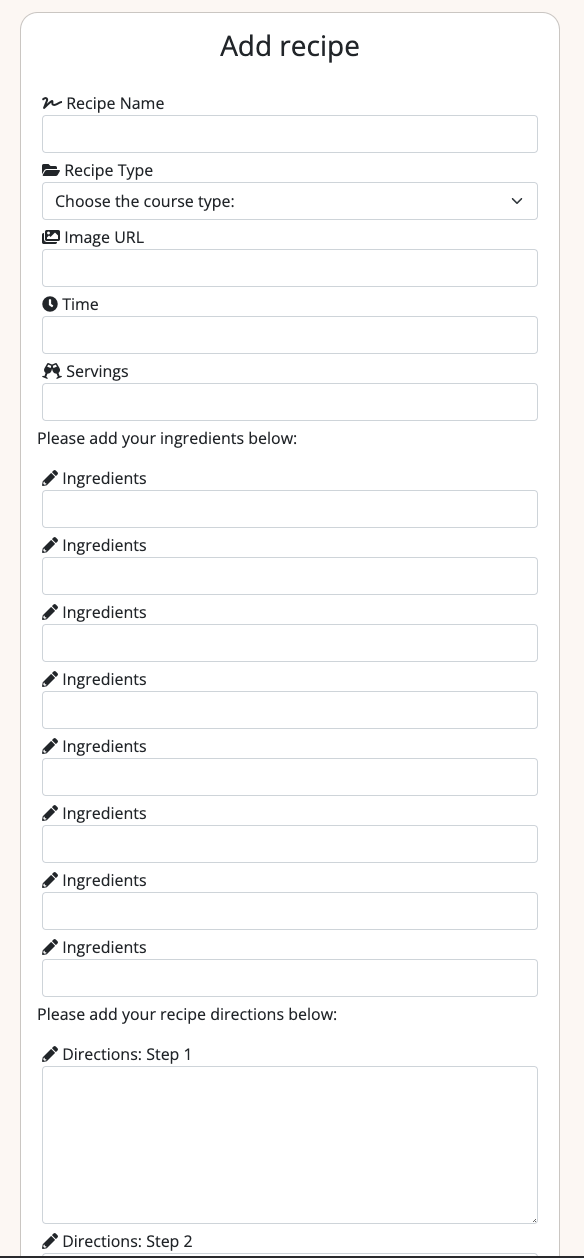 Add recipe
Recipe Name
Recipe Type
Choose the course type:
Image URL
Time
Servings
Please add your ingredients below:
Ingredients
Ingredients
Ingredients
Ingredients
Ingredients
Ingredients
Ingredients
Ingredients
Please add your recipe directions below:
Directions: Step 1
Directions: Step 2